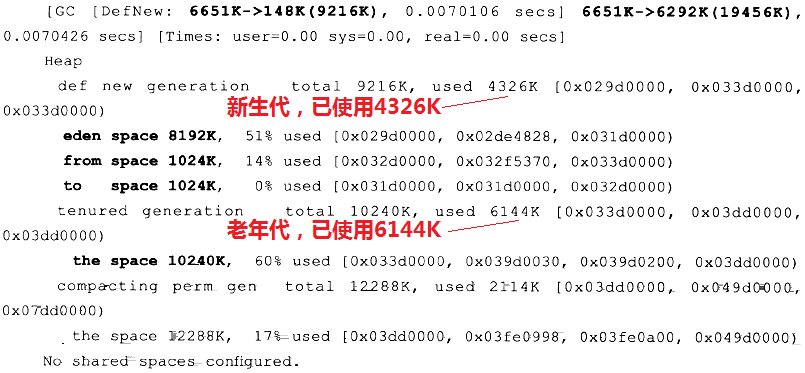 [GC [DefNew: 6651K->148K(9216K), 0.0070106 secs] 6651K->6292K(19456K),
0.0070426 secs] [Times: user=0.00 sys=0.00, real=0.00 secs]
Heap
def new generation total 9216K, used 4326K [0x029d0000, 0x033d0000,
新生代，已使用4326K
0x033d0000)
eden space 8192K, 51% used [0x029d0000, 0x02de4828, 0x031d0000)
from space 1024K, 14% used [0x032d0000, 0x032f5370, 0x033d0000)
to space 1024K, 0% used [0x031d0000, 0x031d0000, 0x032d0000)
tenured generation total 10240K, used 6144K [0x033d0000, 0x03dd0000,
老年代，已使用6144K
0x03dd0000)
the space 10240K, 60% used [0x033d0000, 0x039d0030, 0x039d0200, 0x03dd0000)
compacting perm gen total 12288K, used 2114K [0x03dd0000, 0x049d0000,
0x07dd0000)
the space 12288K, 17% used [0x03dd0000, 0x03fe0998, 0x03fe0a00, 0x049d0000)
No shared spaces configured.